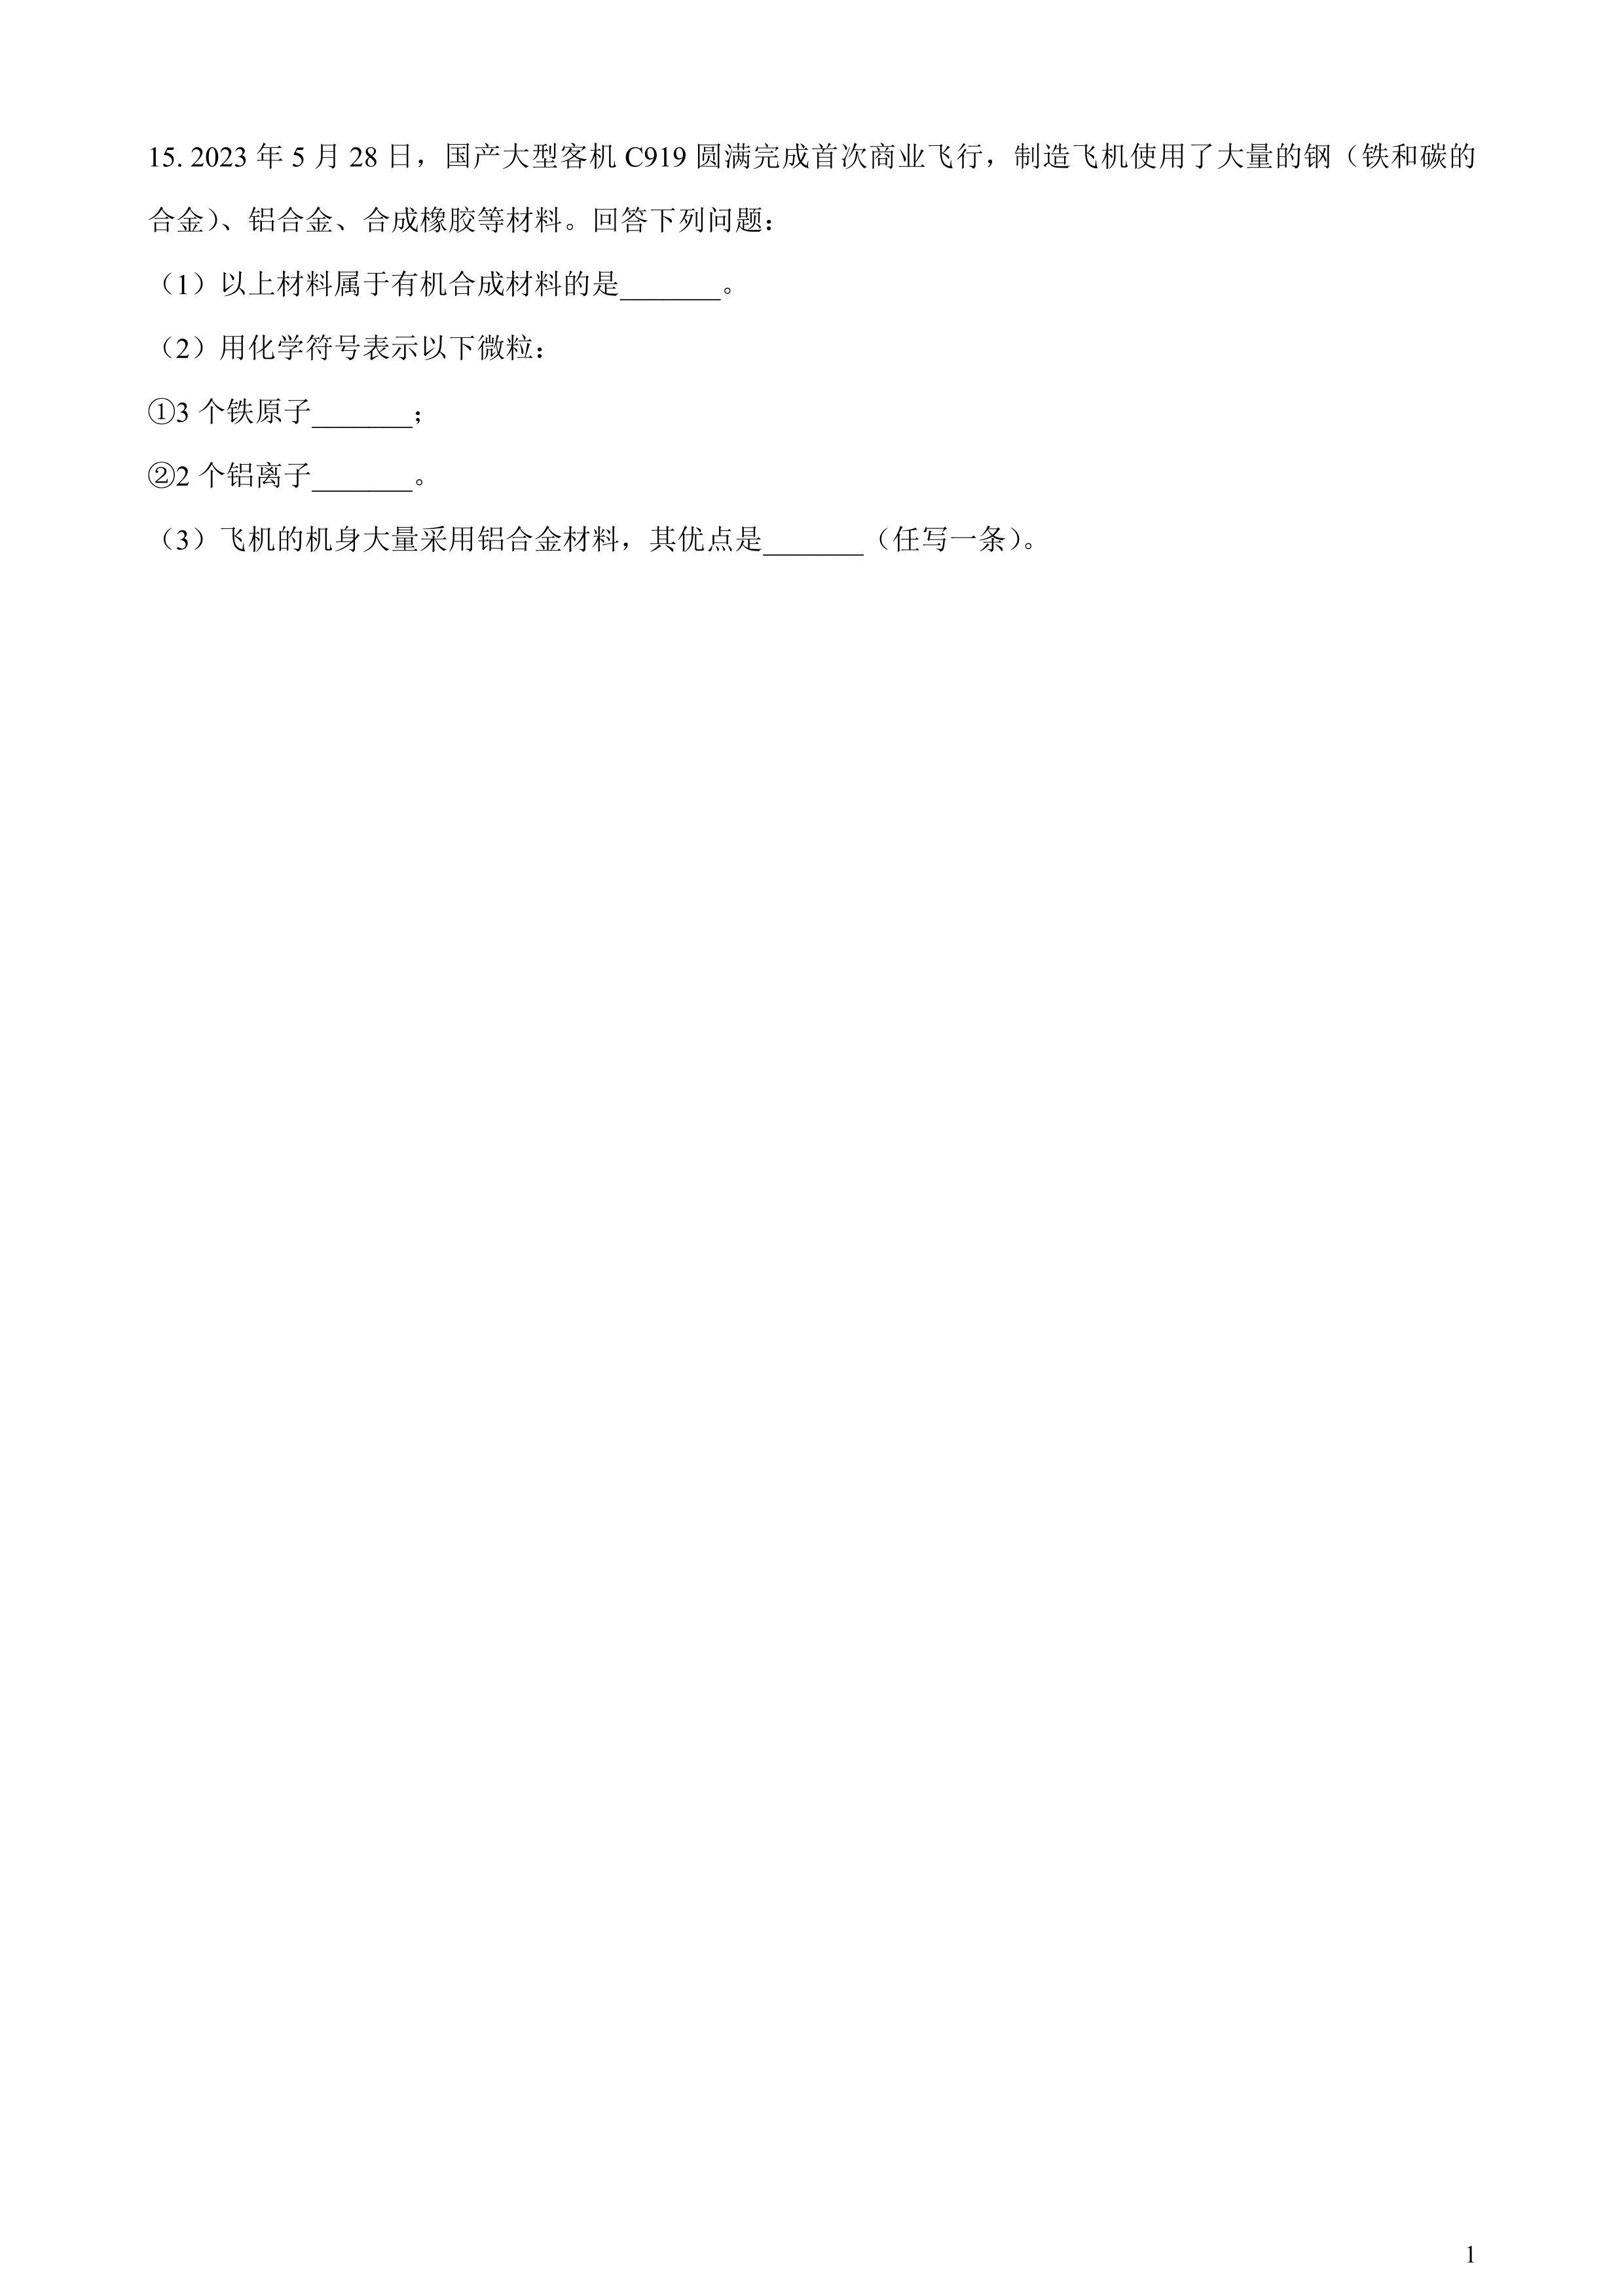 15. 2023 年 5 月 28 日，国产大型客机 C919 圆满完成首次商业飞行，制造飞机使用了大量的钢（铁和碳的
合金）、铝合金、合成橡胶等材料。回答下列问题：
（1）以上材料属于有机合成材料的是_______。
（2）用化学符号表示以下微粒：
①3 个铁原子_______；
②2 个铝离子_______。
（3）飞机的机身大量采用铝合金材料，其优点是_______（任写一条）。
1